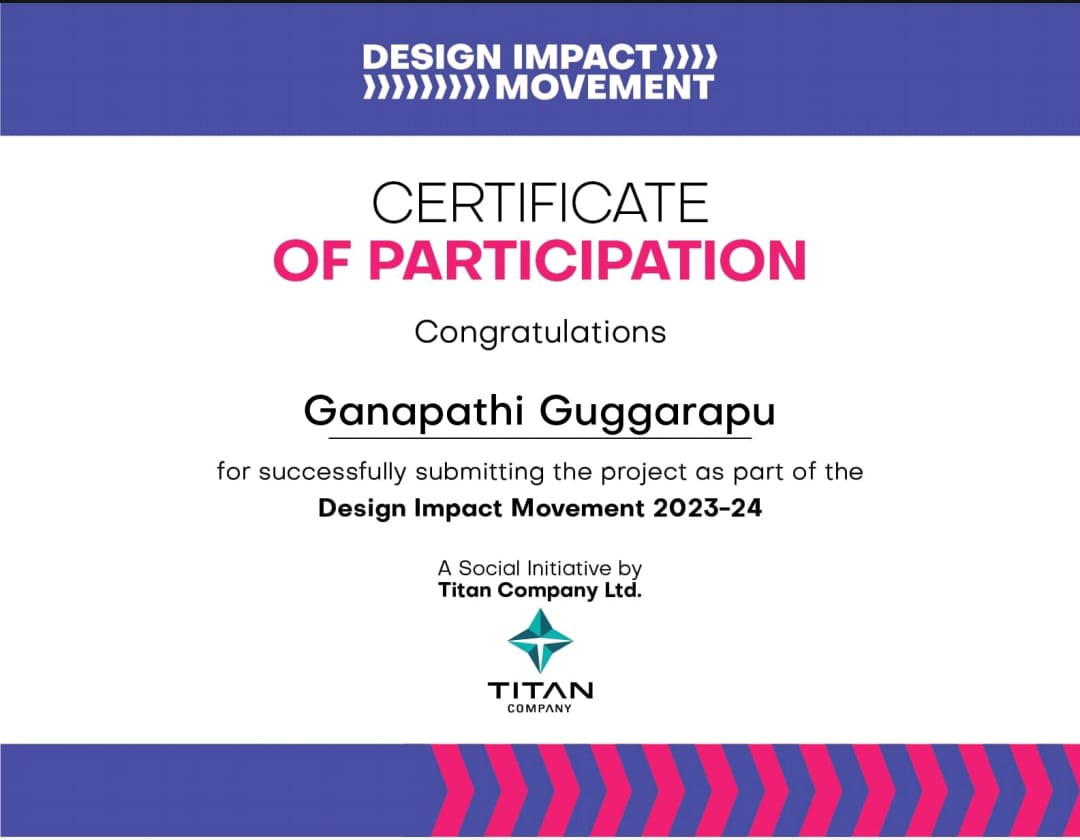 DESIGN IMPACT
MOVEMENT
CERTIFICATE
OF PARTICIPATION
Congratulations
Ganapathi Guggarapu
for successfully submitting the project as part of the
Design Impact Movement 2023-24
A Social Initiative by
Titan Company Ltd.
TITAN
COMPANY